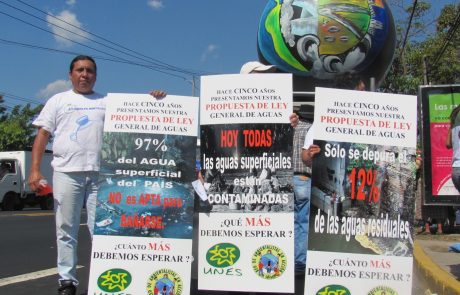 HACE CINCO AÑOS
PRESENTAMOS NUESTRA
PROPUESTA DE LEY
GENERAL DE AGUAS
97%
del AGUA
superficial
del PAÍS
NO es APTA
para
BAÑARSE.
¿CUÁNTO MÁS
DEBEMOS ESPERAR?
HACE CINCO AÑOS
PRESENTAMOS NUESTRA
PROPUESTA DE LEY
GENERAL DE AGUAS
HOY TODAS
las aguas superficiales
están
CONTAMINADAS
¿QUÉ MÁS
DEBEMOS ESPERAR?
UNES
HACE CINCO AÑOS
PRESENTAMOS NUESTRA
PROPUESTA DE LEY
GENERAL DE AGUAS
Sólo se depura el
12%
de las aguas residuales
¿CUÁNTO MÁS
DEBEMOS ESPERAR?